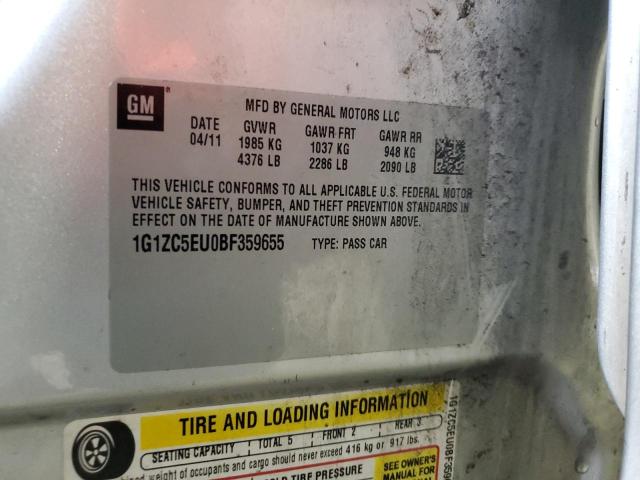 GM
MFD BY GENERAL MOTORS LLC
DATE GVWR GAWR FRT GAWR RR
04/11 1985 KG 1037 KG 948 KG
4376 LB 2286 LB 2090 LB
THIS VEHICLE CONFORMS TO ALL APPLICABLE U.S. FEDERAL MOTOR
VEHICLE SAFETY, BUMPER, AND THEFT PREVENTION STANDARDS IN
EFFECT ON THE DATE OF MANUFACTURE SHOWN ABOVE.
1G1ZC5EU0BF359655 TYPE: PASS CAR
TIRE AND LOADING INFORMATION
SEATING CAPACITY TOTAL 5 FRONT 2 REAR 3
weight of occupants and cargo should never exceed 416 kg or 917 lbs.
TIRE PRESSURE
SEE OWNER'S
MANUAL FOR
1G1ZC5EU0BF359